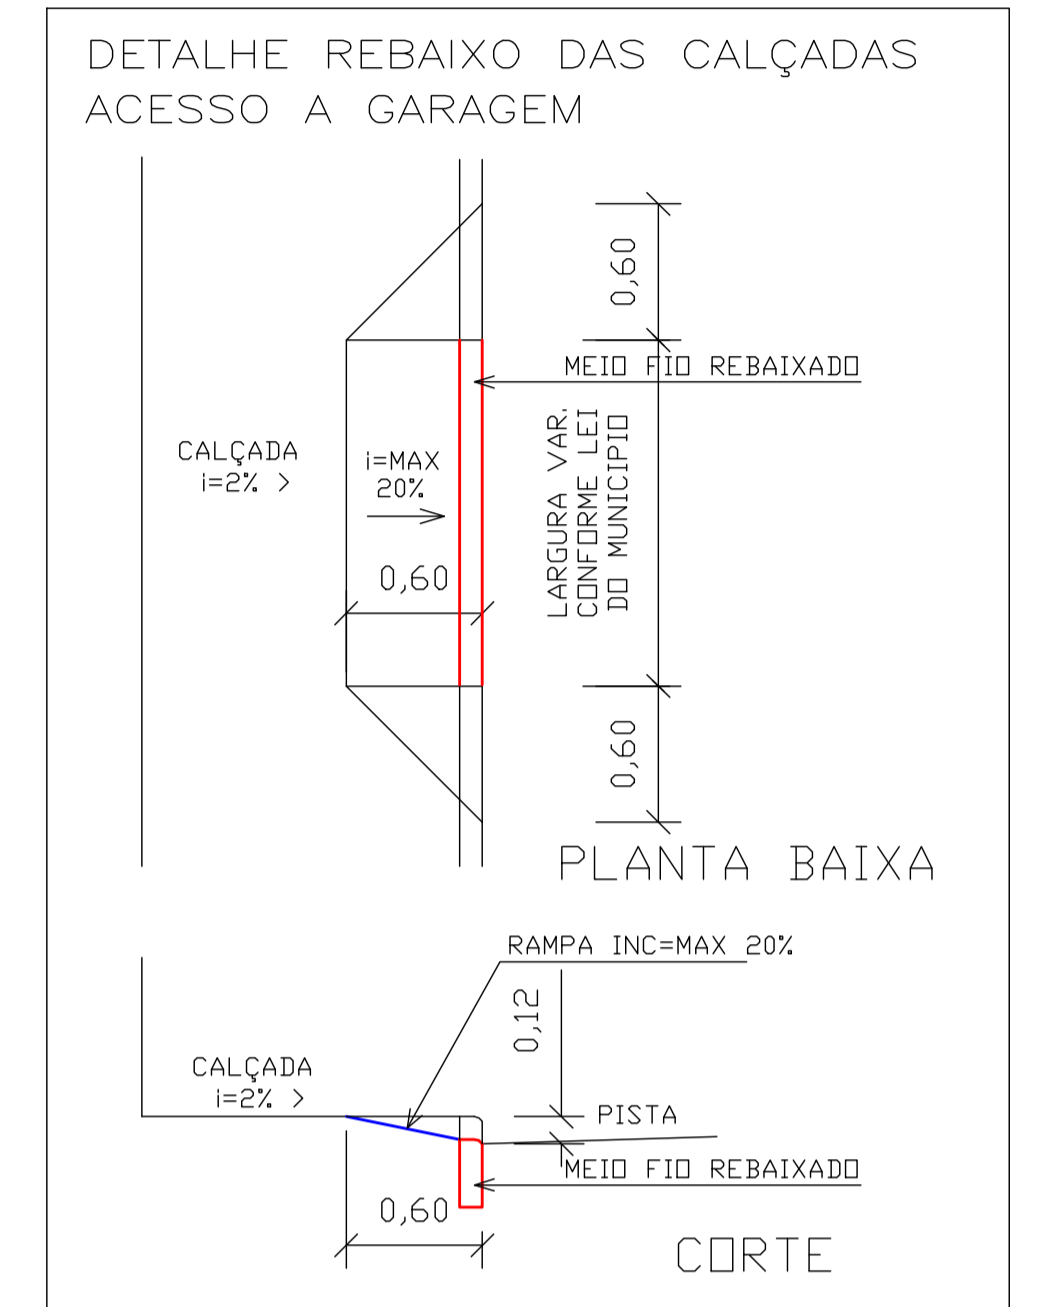 DETALHE REBAIXO DAS CALÇADAS
ACESSO A GARAGEM
0,60
MEIO FIO REBAIXADO
CALÇADA
i=2% >
i=MAX
20%
0,60
LARGURA VAR.
CONFORME LEI
DO MUNICIPIO
0,60
PLANTA BAIXA
RAMPA INC=MAX 20%
0,12
CALÇADA
i=2% >
PISTA
MEIO FIO REBAIXADO
0,60
CORTE